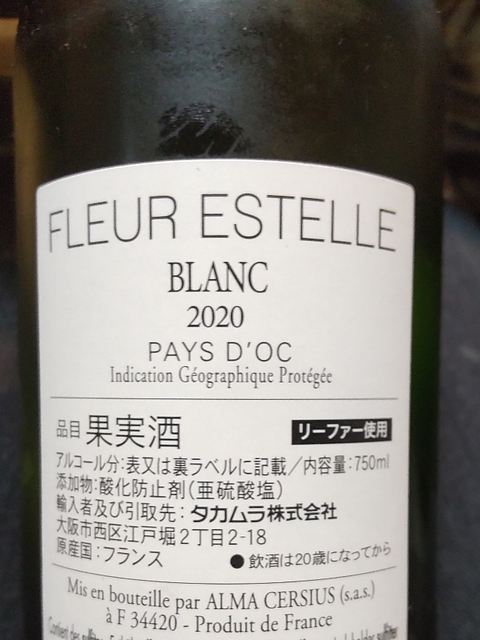 FLEUR ESTELLE
BLANC
2020
PAYS D'OC
Indication Géographique Protégée
品目 果実酒 リーファー使用
アルコール分:表又は裏ラベルに記載/内容量:750ml
添加物:酸化防止剤(亜硫酸塩)
輸入者及び引取先:タカムラ株式会社
大阪市西区江戸堀2丁目2-18
原産国:フランス ●飲酒は20歳になってから
Mis en bouteille par ALMA CERSIUS (s.a.s.)
à F 34420 - Produit de France
Contient des